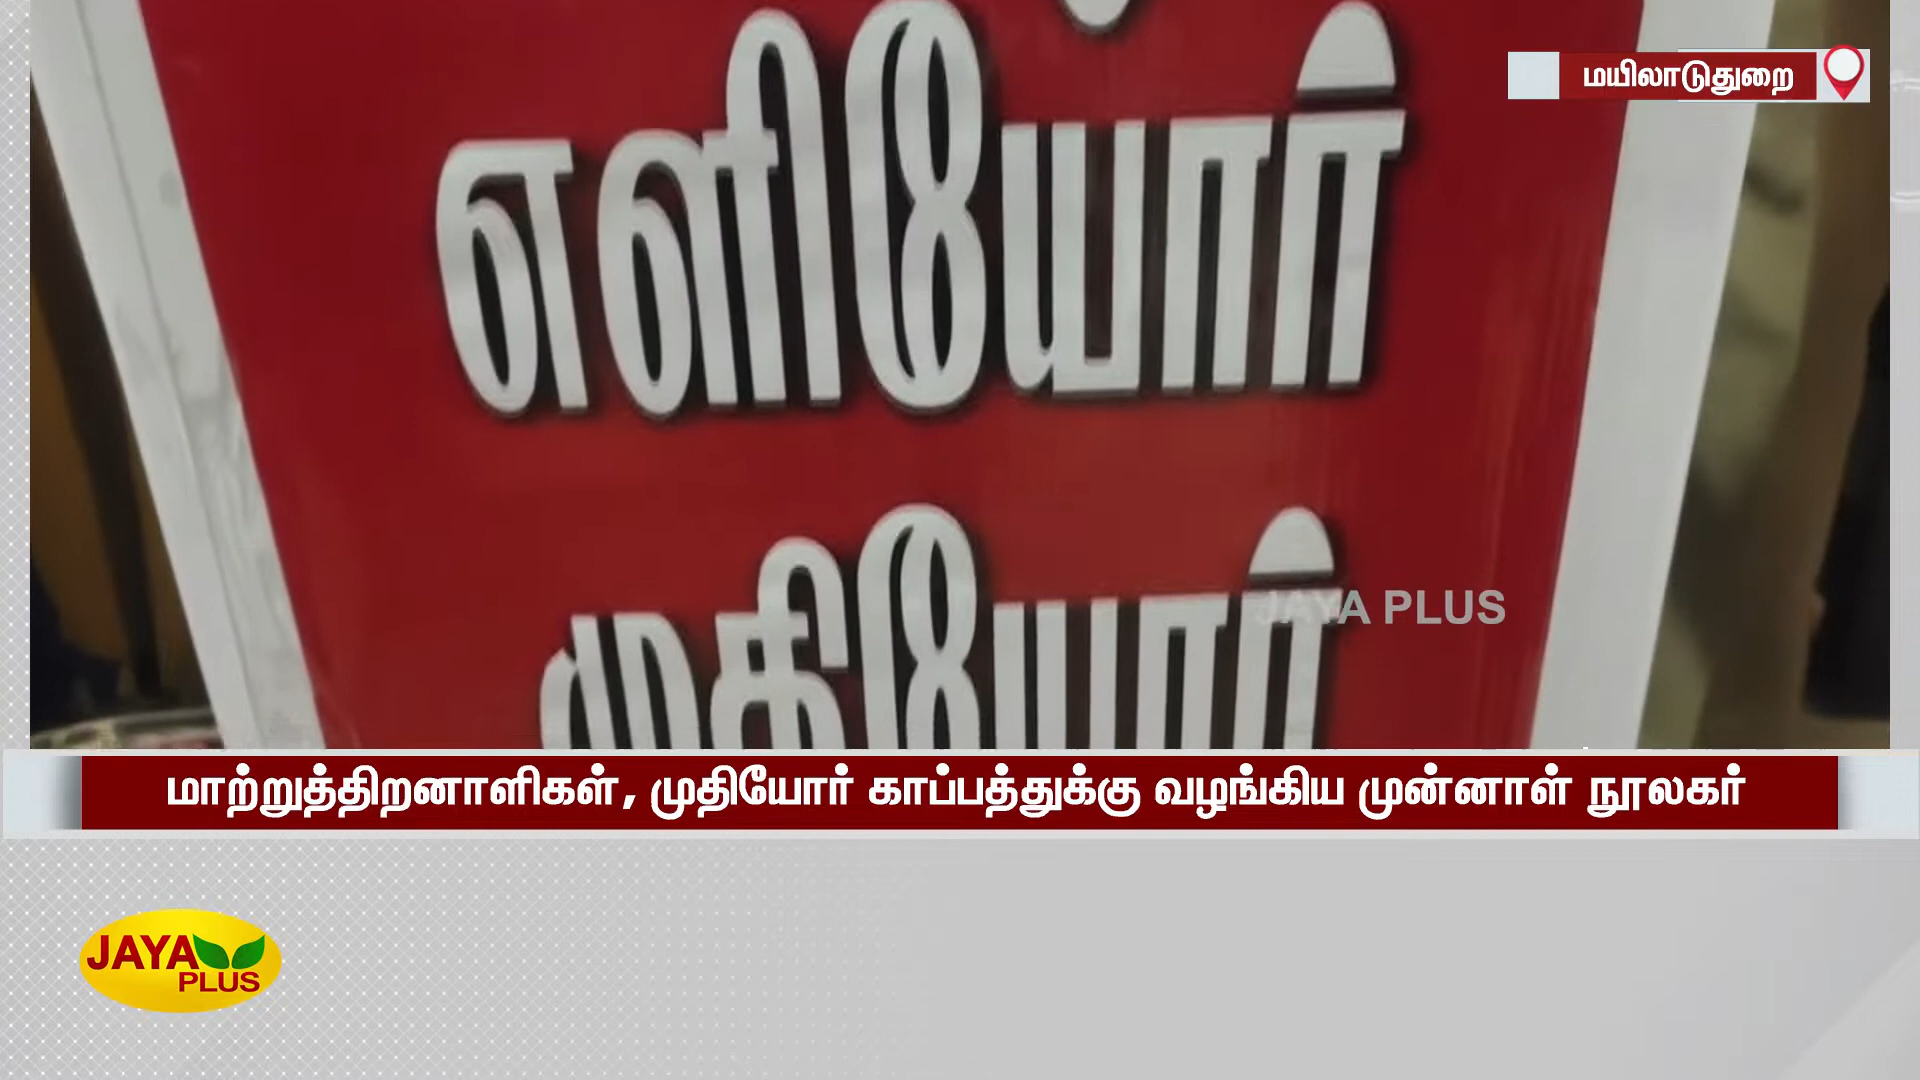 மயிலாடுதுறை
எளியோர்
முதியோர்
JAYA PLUS
மாற்றுத்திறனாளிகள், முதியோர் காப்பத்துக்கு வழங்கிய முன்னாள் நூலகர்
JAYA
PLUS